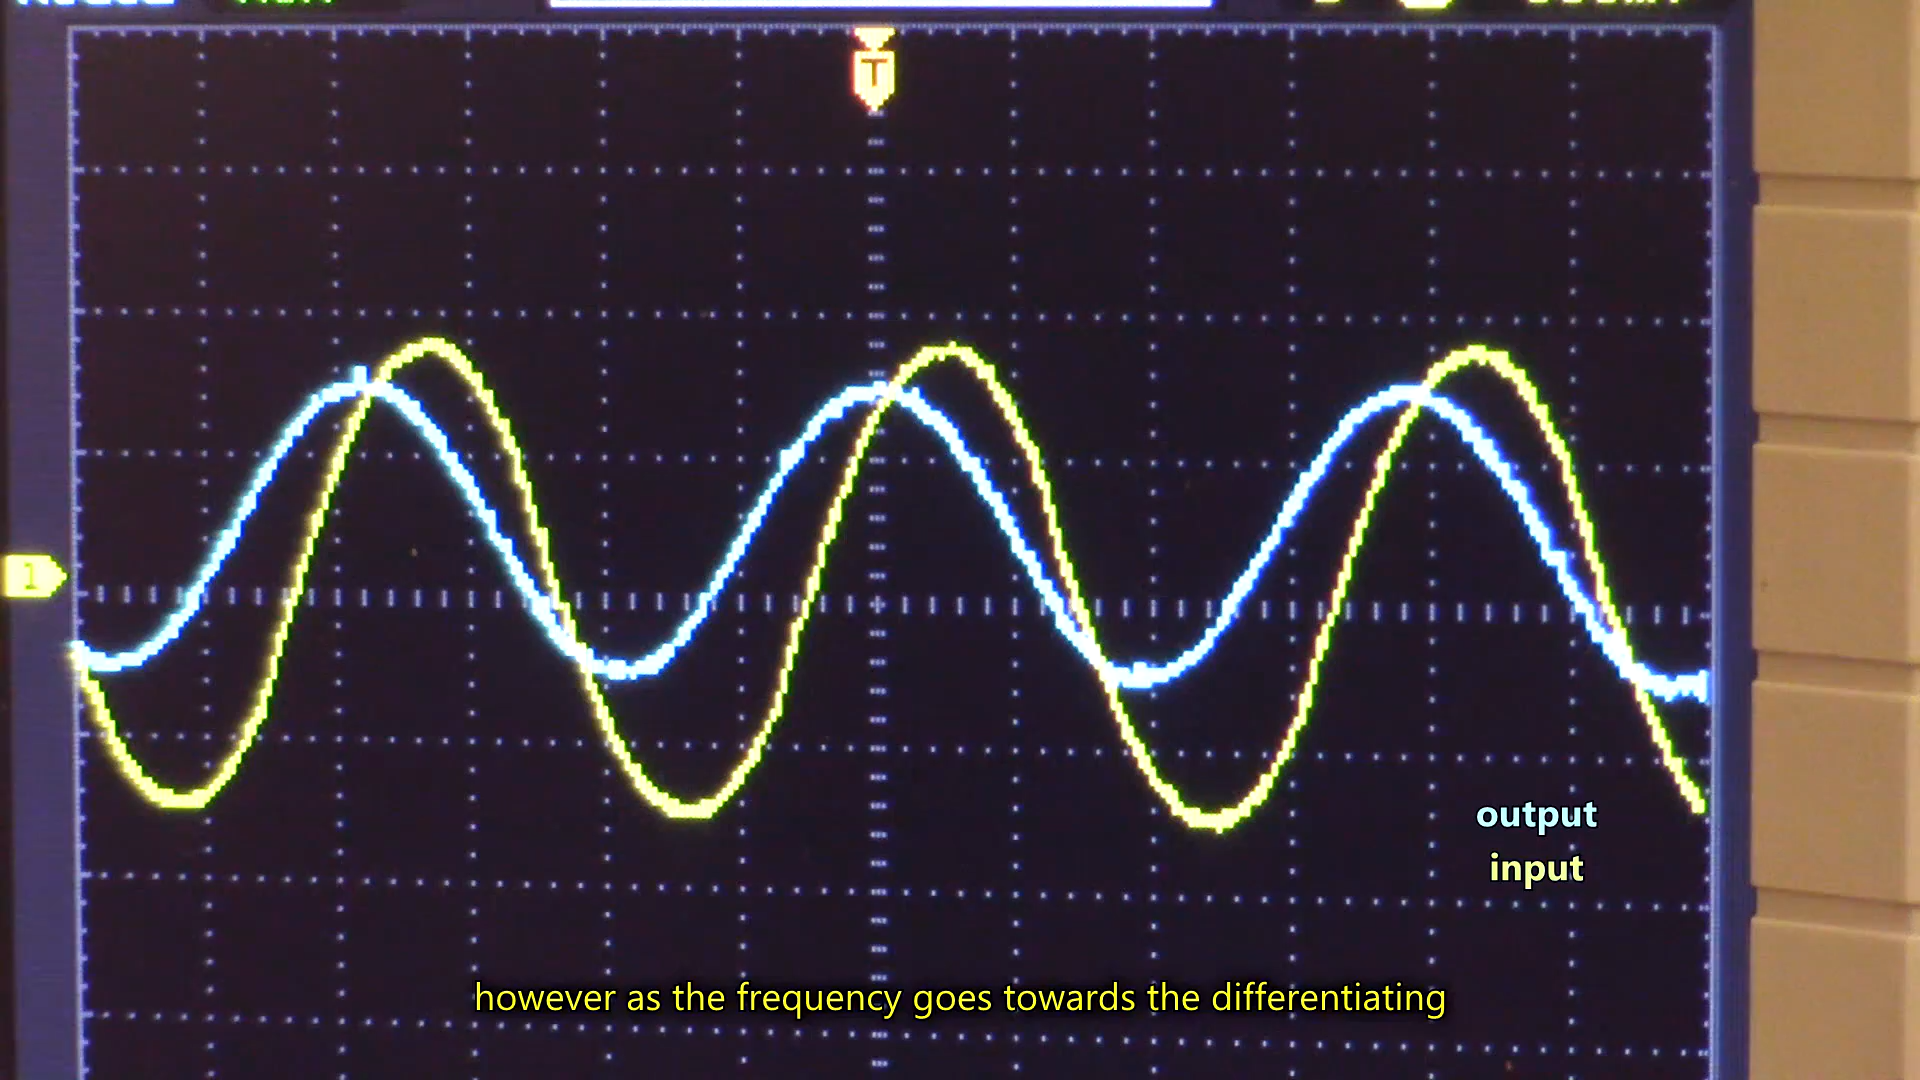 T
1
output
input
however as the frequency goes towards the differentiating